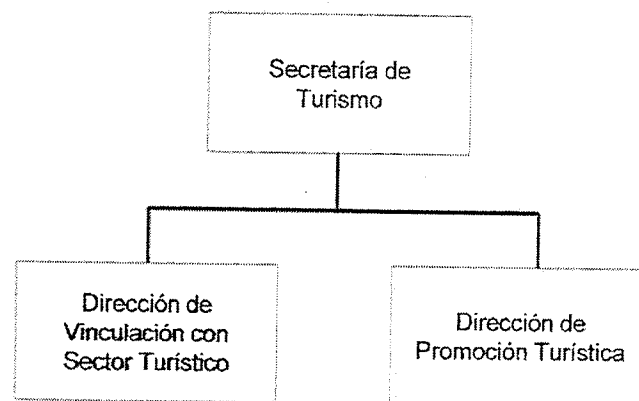 Secretaría de
Turismo
Dirección de
Vinculación con
Sector Turístico
Dirección de
Promoción Turística